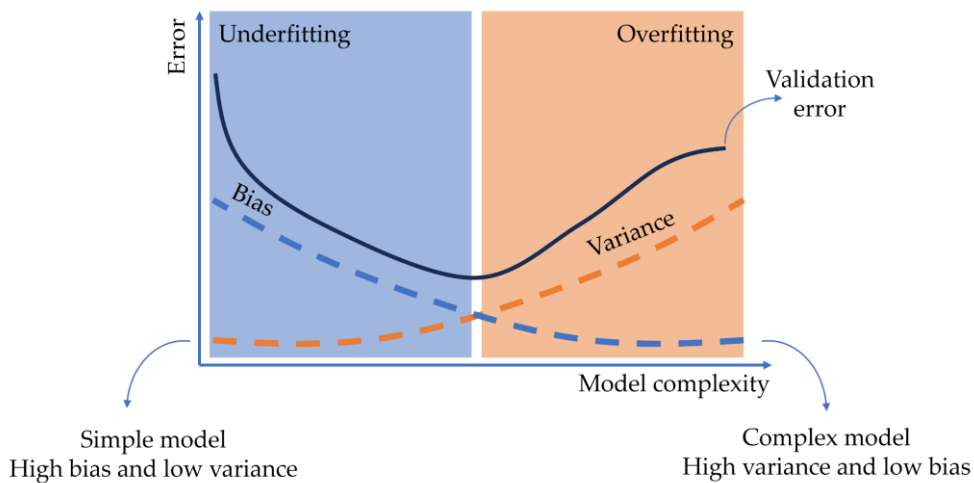 Error
Underfitting
Overfitting
Validation
error
Bias
Variance
Model complexity
Simple model
High bias and low variance
Complex model
High variance and low bias